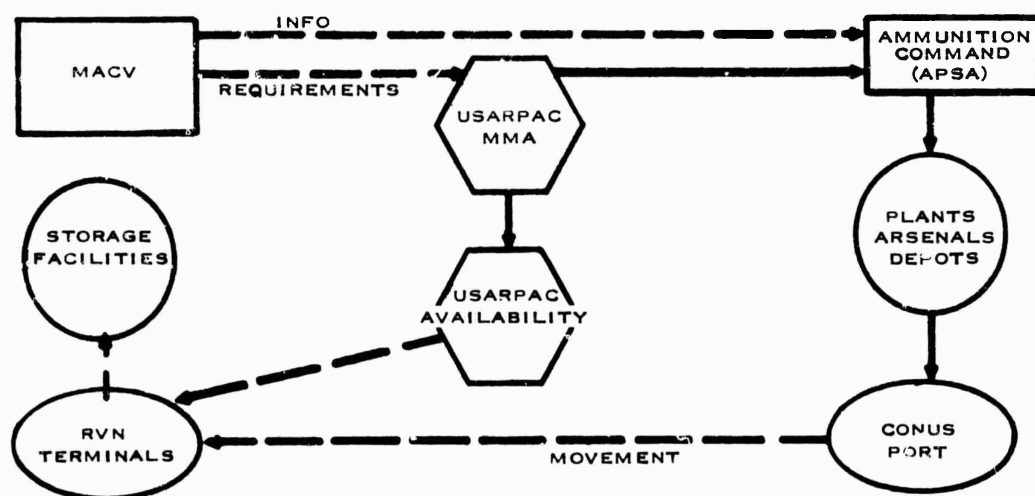 INFO
MACV
REQUIREMENTS
AMMUNITION
COMMAND
(APSA)
USARPAC
MMA
STORAGE
FACILITIES
PLANTS
ARSENALS
DEPOTS
USARPAC
AVAILABILITY
RVN
TERMINALS
MOVEMENT
CONUS
PORT